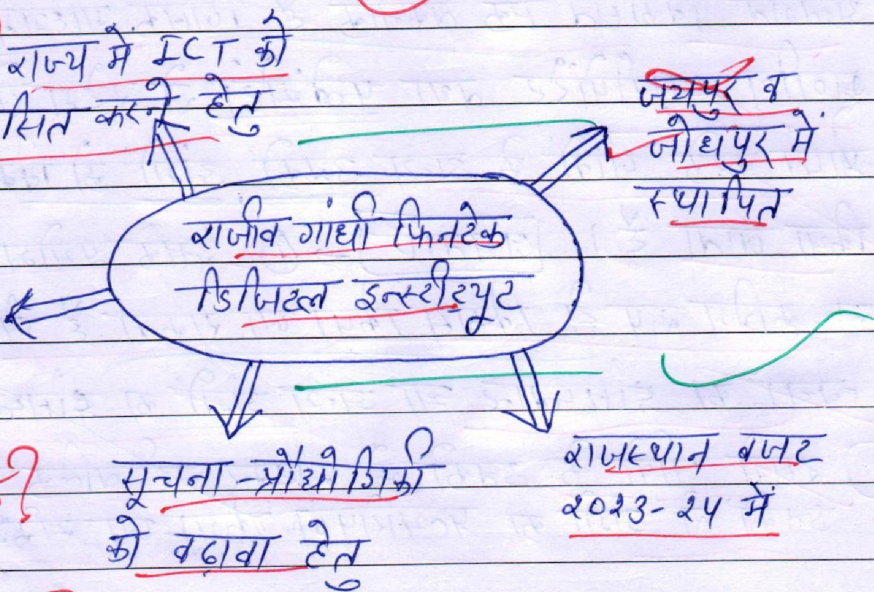 राज्य में ICT को
सित करने हेतु
जयपुर व
जोधपुर में
स्थापित
राजीव गांधी फिनटेक
डिजिटल इन्स्टीट्युट
सूचना-प्रौद्योगिकी
को बढ़ावा हेतु
राजस्थान बजट
2023-24 में